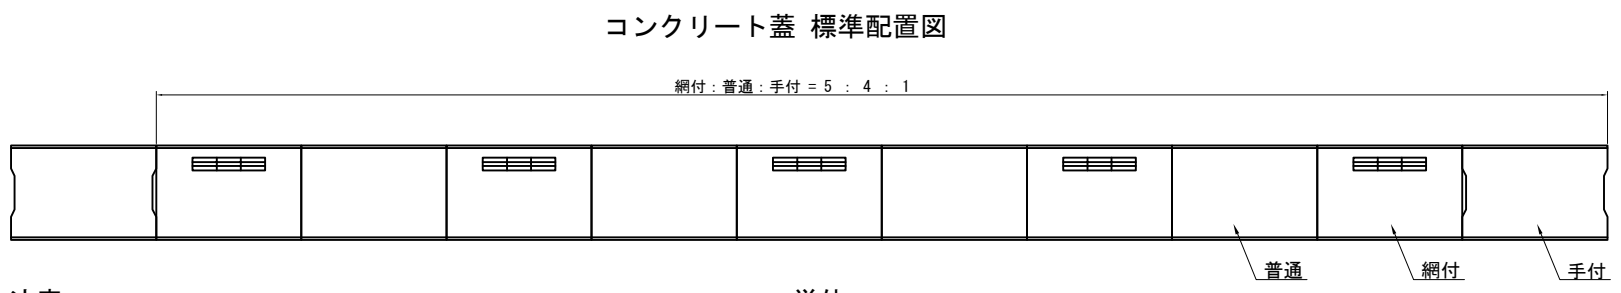 コンクリート蓋 標準配置図
網付：普通：手付 = 5 : 4 : 1
普通
網付
手付